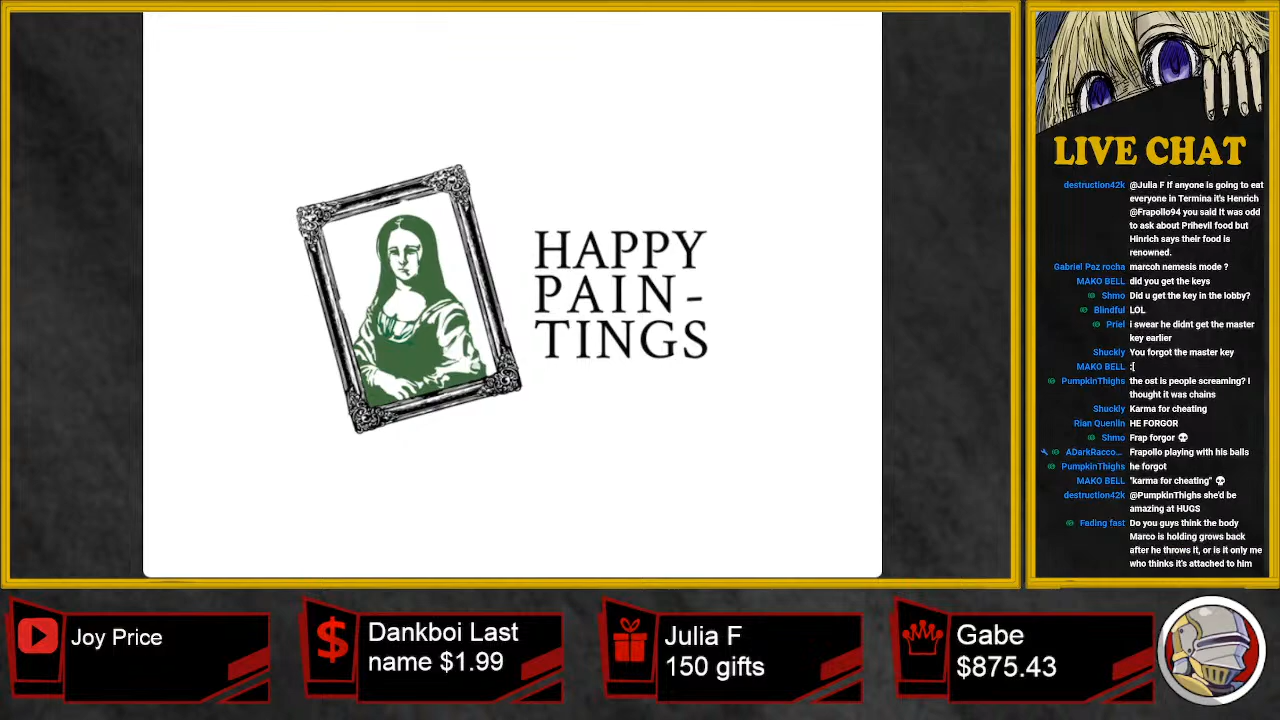 HAPPY
PAIN-
TINGS
LIVE CHAT
destruction42k @Julia F If anyone is going to eat
everyone in Termina it's Henrich
@Frapollo94 you said it was odd
to ask about Prihevil food but
Hinrich says their food is
renowned.
Gabriel Paz rocha marcoh nemesis mode ?
MAKO BELL did you get the keys
Shmo Did u get the key in the lobby?
Blindful LOL
Priel i swear he didnt get the master
key earlier
Shuckly You forgot the master key
MAKO BELL :[
PumpkinThighs the ost is people screaming? I
thought it was chains
Shuckly Karma for cheating
Rian Quenlin HE FORGOR
Shmo Frap forgor 💀
ADarkRacco... Frapollo playing with his balls
PumpkinThighs he forgot
MAKO BELL "karma for cheating" 💀
destruction42k @PumpkinThighs she'd be
amazing at HUGS
Fading fast Do you guys think the body
Marco is holding grows back
after he throws it, or is it only me
who thinks it's attached to him
Joy Price
Dankboi Last
name $1.99
Julia F
150 gifts
Gabe
$875.43